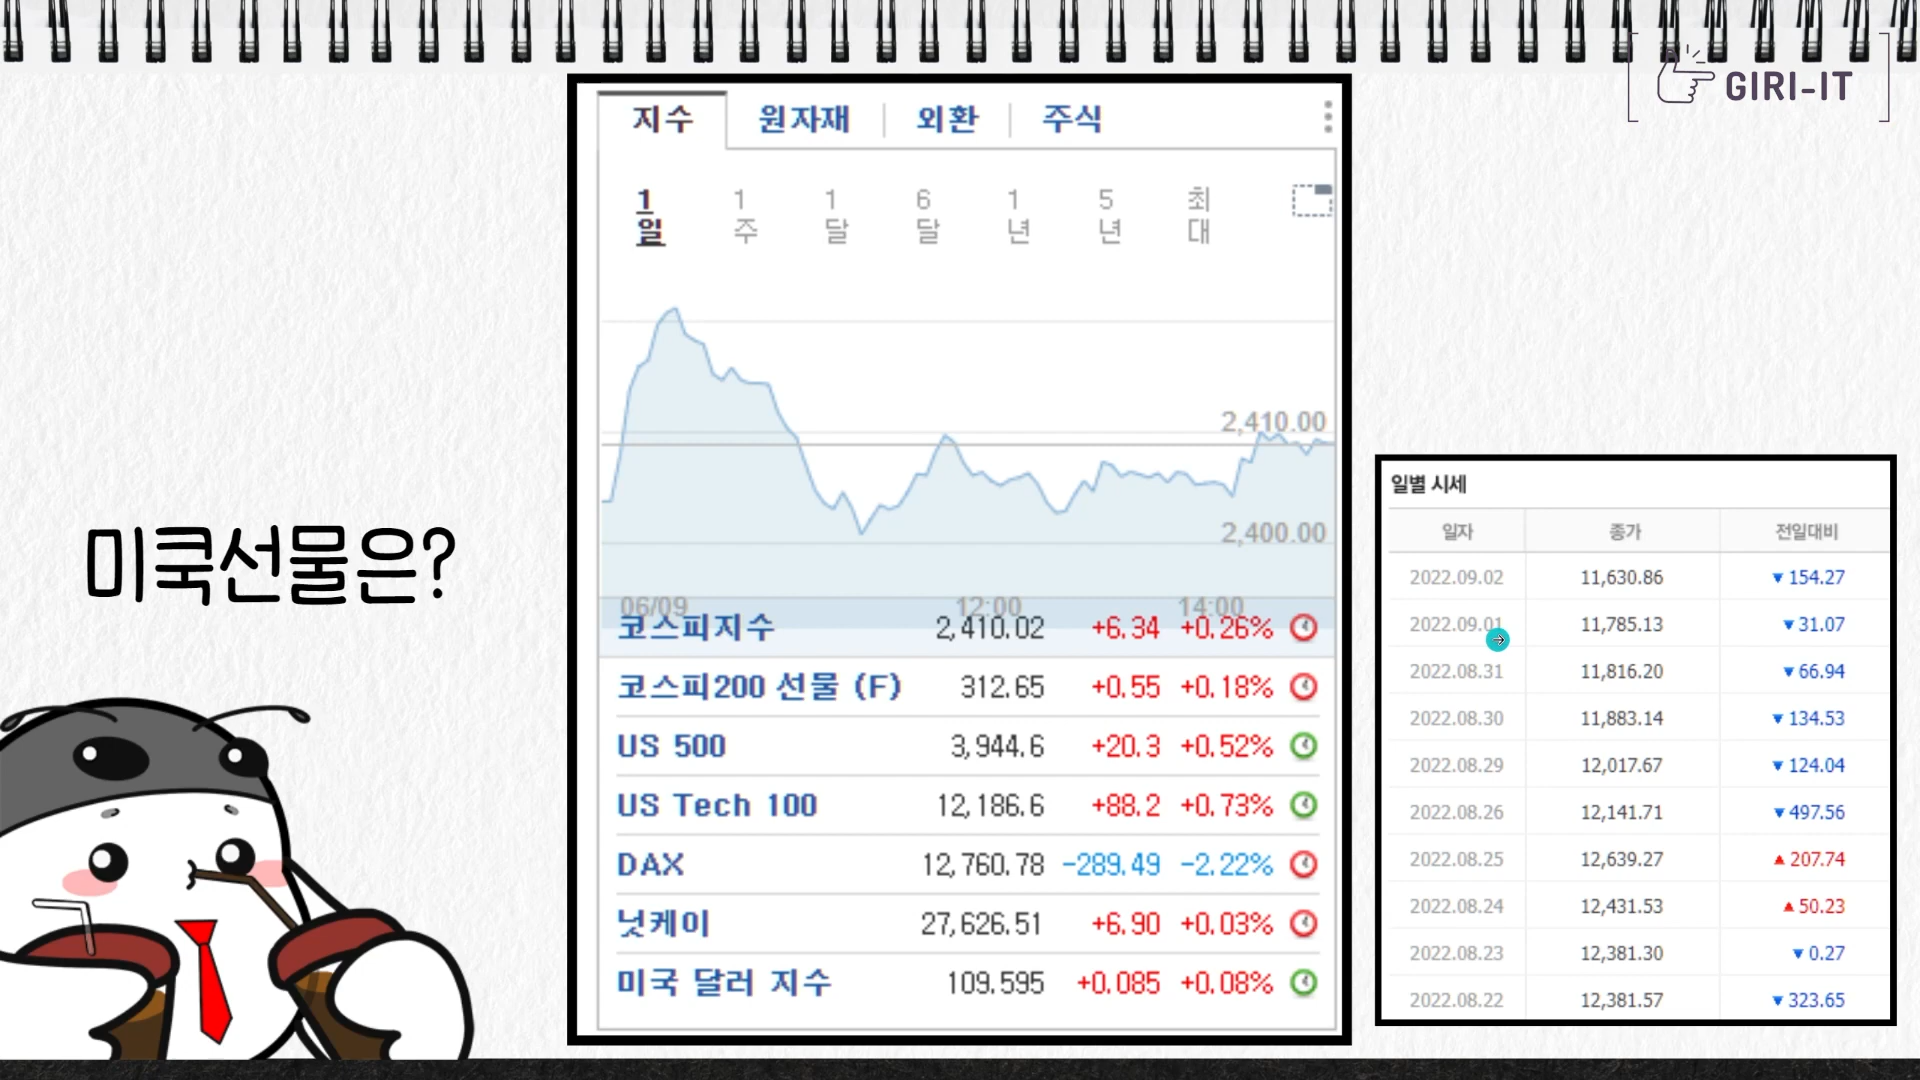 GIRI-IT
지수 원자재 외환 주식
1일 1주 1달 6달 1년 5년 최대
2,410.00
2,400.00
06/09 12:00 14:00
코스피지수 2,410.02 +6.34 +0.26%
코스피200 선물 (F) 312.65 +0.55 +0.18%
US 500 3,944.6 +20.3 +0.52%
US Tech 100 12,186.6 +88.2 +0.73%
DAX 12,760.78 -289.49 -2.22%
닛케이 27,626.51 +6.90 +0.03%
미국 달러 지수 109.595 +0.085 +0.08%
미국선물은?
일별 시세
일자 종가 전일대비
2022.09.02 11,630.86 ▼154.27
2022.09.01 11,785.13 ▼31.07
2022.08.31 11,816.20 ▼66.94
2022.08.30 11,883.14 ▼134.53
2022.08.29 12,017.67 ▼124.04
2022.08.26 12,141.71 ▼497.56
2022.08.25 12,639.27 ▲207.74
2022.08.24 12,431.53 ▲50.23
2022.08.23 12,381.30 ▼0.27
2022.08.22 12,381.57 ▼323.65